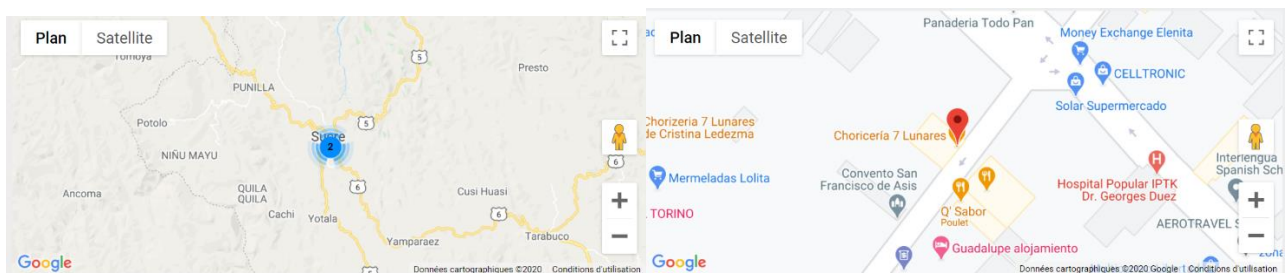 Plan
Satellite
Tomoya
5
Presto
PUNILLA
Potolo
5
Sucre
2
NIÑU MAYU
6
6
Ancoma
QUILA
QUILA
Cusi Huasi
Cachi
Yotala
6
Yamparaez
Tarabuco
Google
Données cartographiques ©2020
Conditions d'utilisation
Plan
Satellite
Panaderia Todo Pan
Money Exchange Elenita
CELLTRONIC
Solar Supermercado
Chorizeria 7 Lunares
de Cristina Ledezma
Choricería 7 Lunares
Mermeladas Lolita
Convento San
Francisco de Asis
Hospital Popular IPTK
Dr. Georges Duez
H
Interlengua
Spanish Sch
TORINO
Q' Sabor
Poulet
AEROTRAVEL S
Guadalupe alojamiento
Google
Données cartographiques ©2020 Google
Conditions d'utilisation